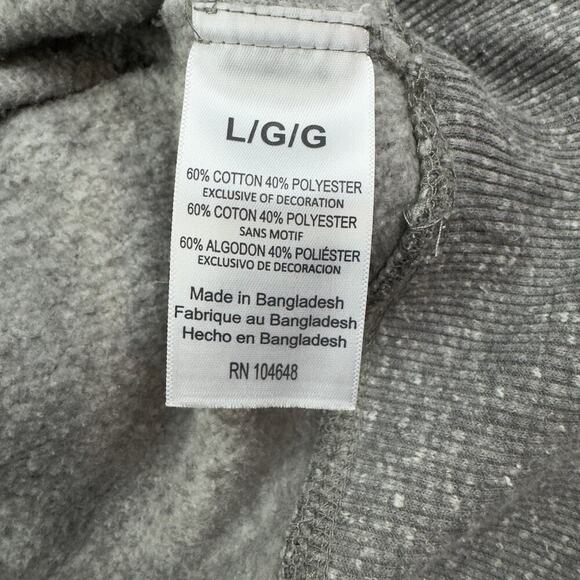 L/G/G
60% COTTON 40% POLYESTER
EXCLUSIVE OF DECORATION
60% COTON 40% POLYESTER
SANS MOTIF
60% ALGODON 40% POLIÉSTER
EXCLUSIVO DE DECORACION
Made in Bangladesh
Fabrique au Bangladesh
Hecho en Bangladesh
RN 104648